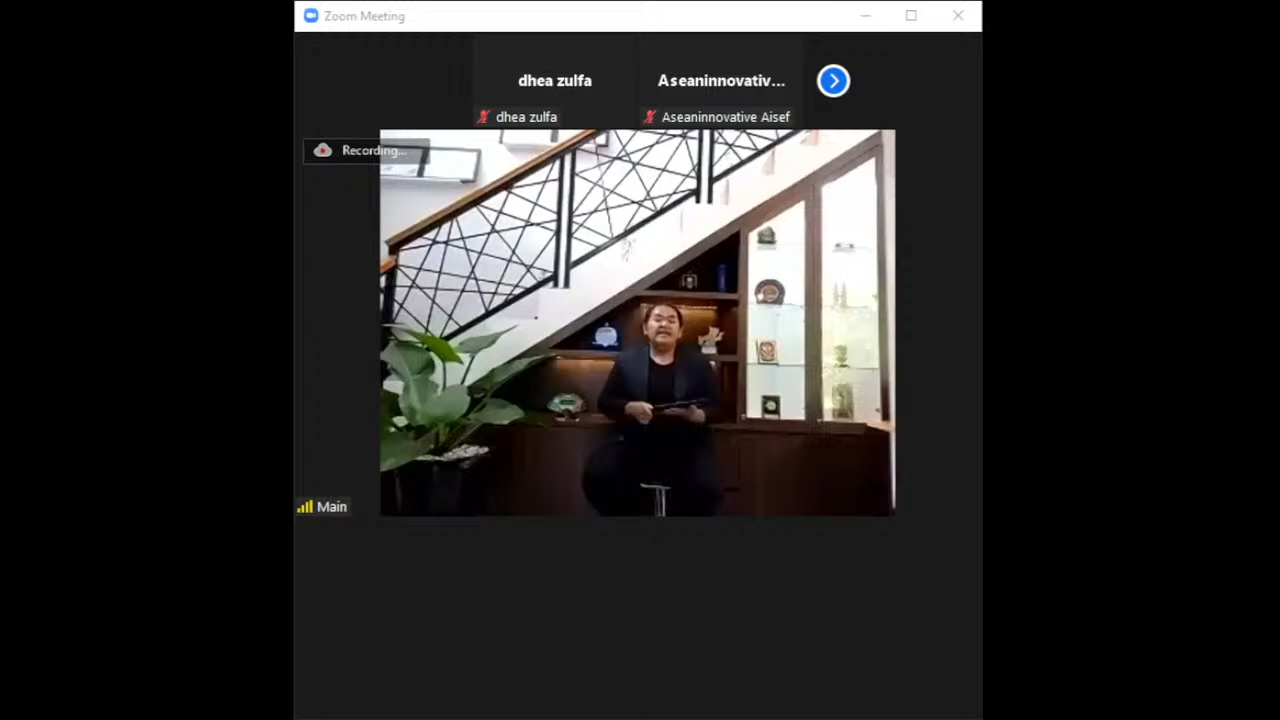 Zoom Meeting
dhea zulfa
Aseaninnovativ...
dhea zulfa
Aseaninnovative Aisef
Recording...
Main